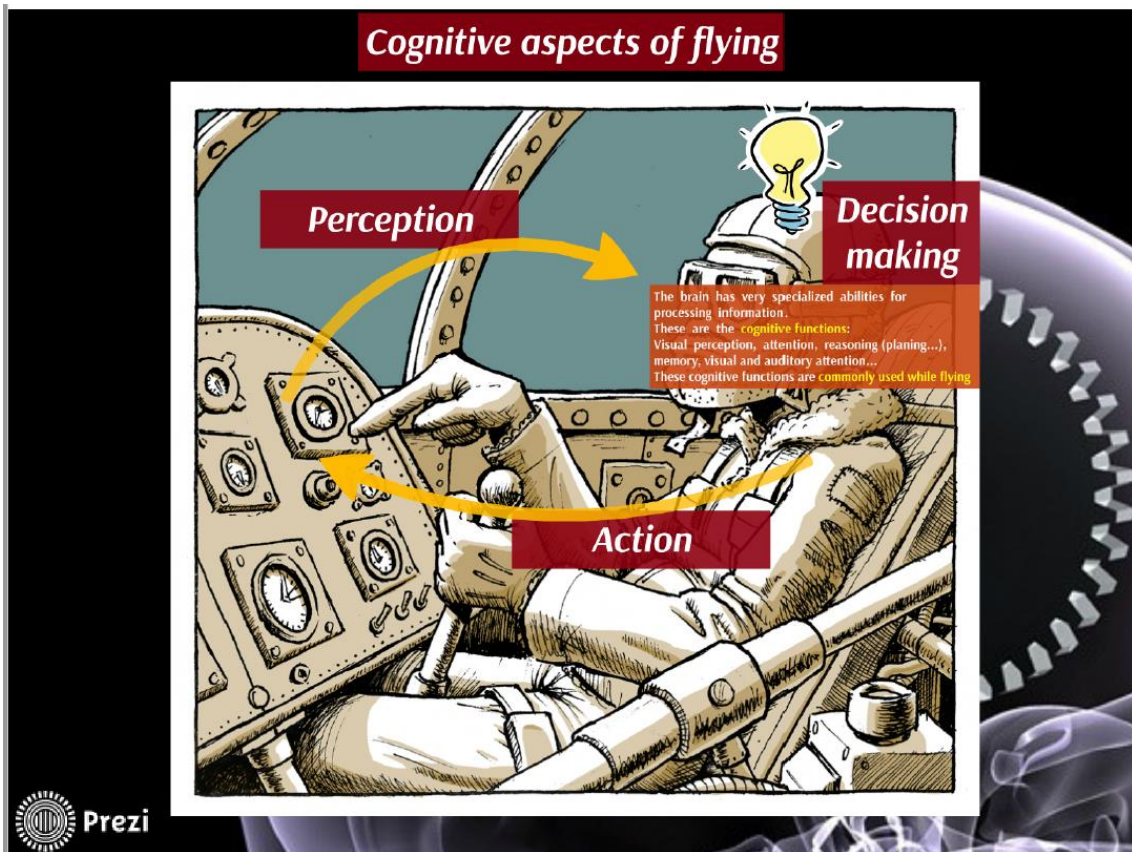 Cognitive aspects of flying
Perception
Decision
making
The brain has very specialized abilities for
processing information.
These are the cognitive functions:
Visual perception, attention, reasoning (planing...),
memory, visual and auditory attention...
These cognitive functions are commonly used while flying
Action
Prezi